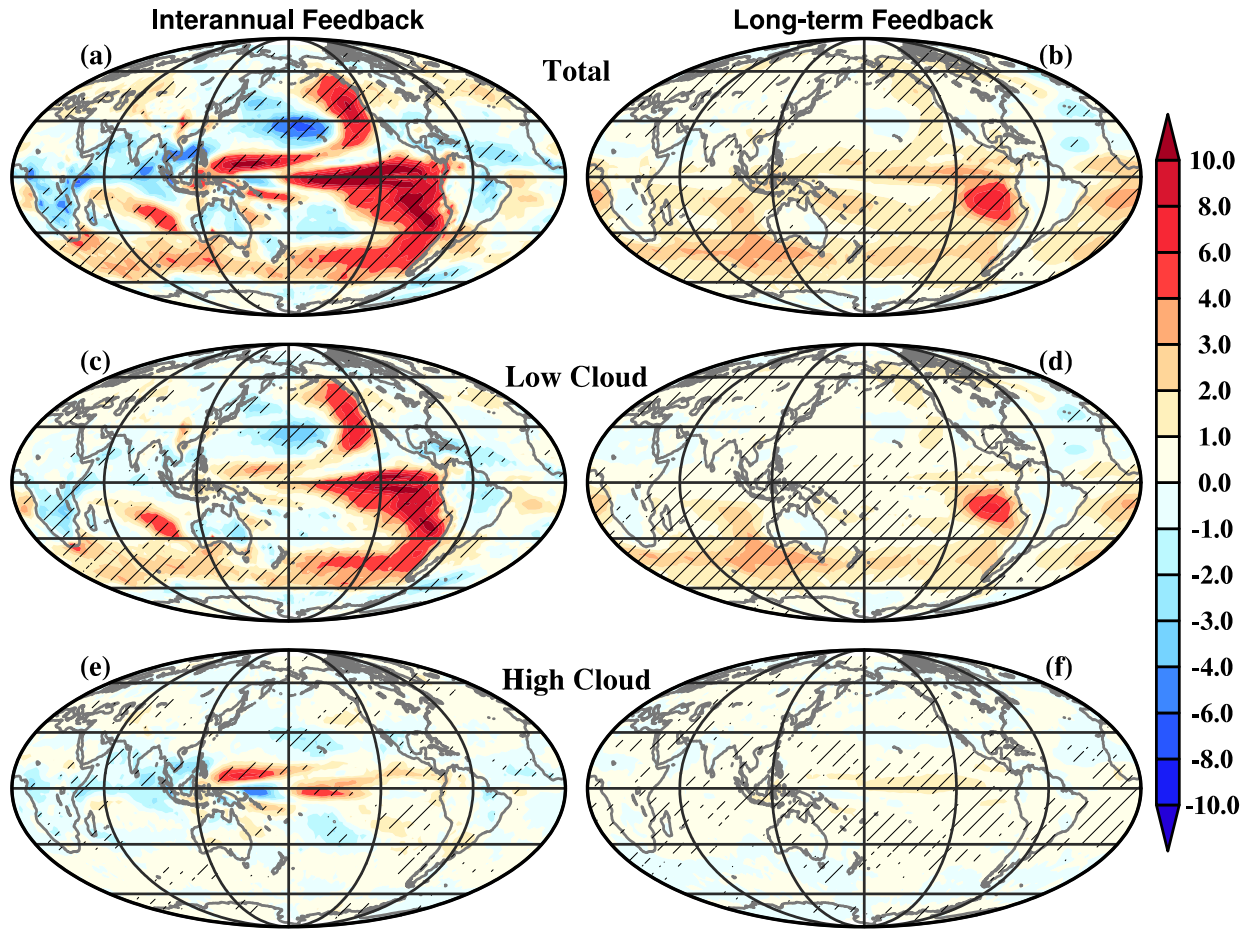 Interannual Feedback
Long-term Feedback
(a)
Total
(b)
(c)
Low Cloud
(d)
(e)
High Cloud
(f)
10.0
8.0
6.0
4.0
3.0
2.0
1.0
0.0
-1.0
-2.0
-3.0
-4.0
-6.0
-8.0
-10.0